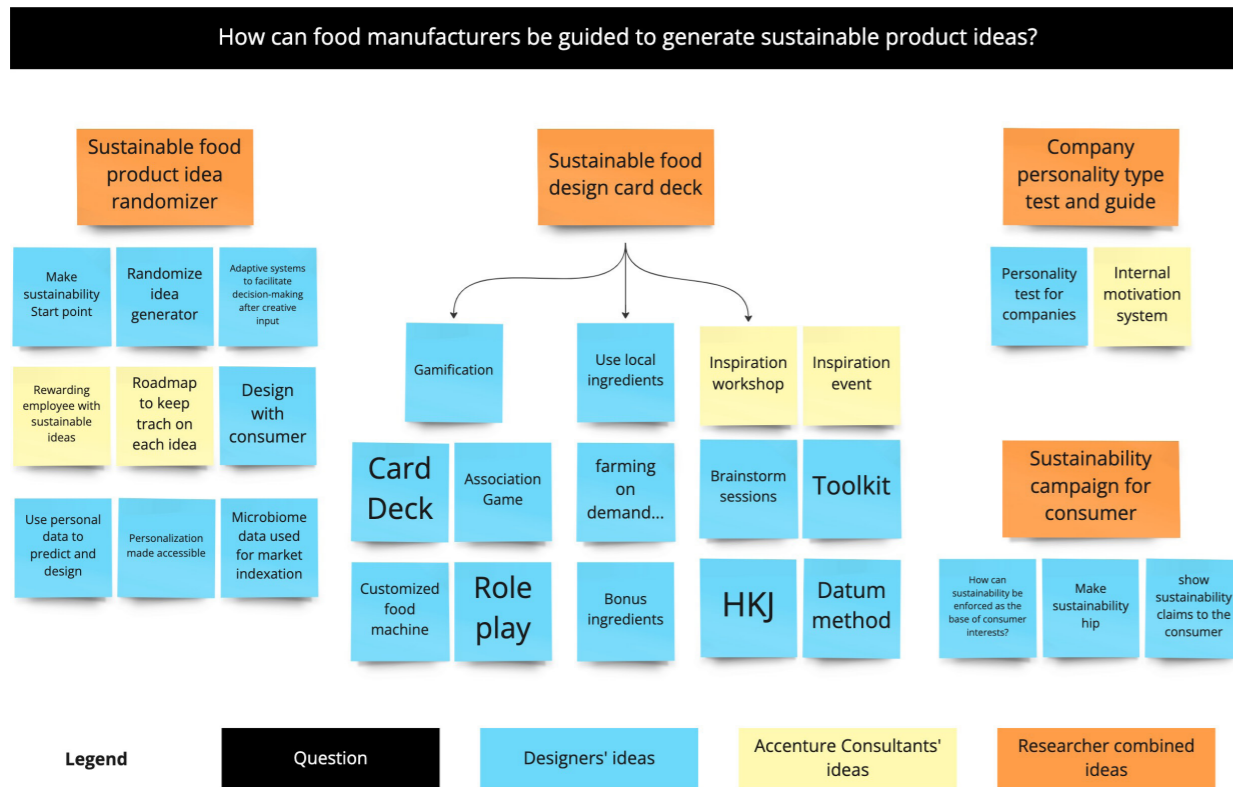 How can food manufacturers be guided to generate sustainable product ideas?
Sustainable food
product idea
randomizer
Make
sustainability
Start point
Randomize
idea
generator
Adaptive systems
to facilitate
decision-making
after creative
input
Rewarding
employee with
sustainable
ideas
Roadmap
to keep
trach on
each idea
Design
with
consumer
Use personal
data to
predict and
design
Personalization
made accessible
Microbiome
data used
for market
indexation
Sustainable food
design card deck
Gamification
Use local
ingredients
Inspiration
workshop
Inspiration
event
Card
Deck
Association
Game
farming
on
demand...
Brainstorm
sessions
Toolkit
Customized
food
machine
Role
play
Bonus
ingredients
HKJ
Datum
method
Company
personality type
test and guide
Personality
test for
companies
Internal
motivation
system
Sustainability
campaign for
consumer
How can
sustainability be
enforced as the
base of consumer
interests?
Make
sustainability
hip
show
sustainability
claims to the
consumer
Legend
Question
Designers' ideas
Accenture Consultants'
ideas
Researcher combined
ideas